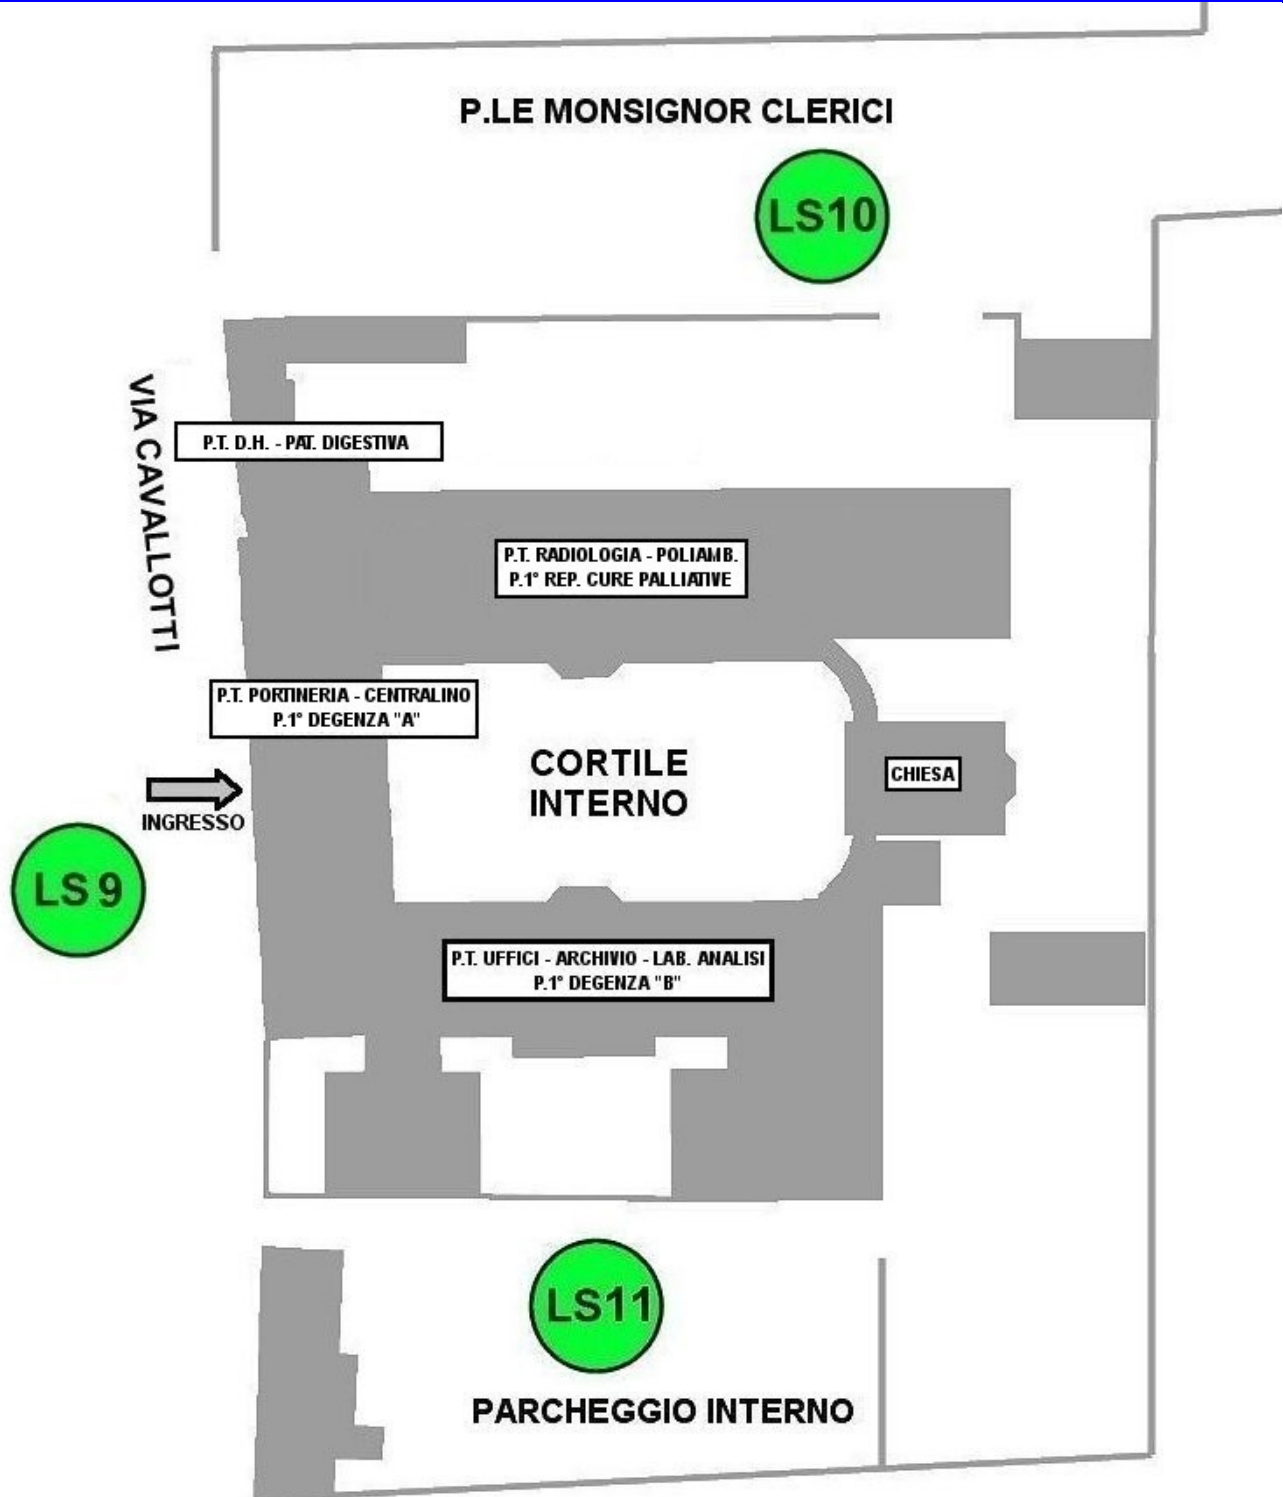 P.LE MONSIGNOR CLERICI
LS10
VIA CAVALLOTTI
P.T. D.H. - PAT. DIGESTIVA
P.T. RADIOLOGIA - POLIAMB.
P.1° REP. CURE PALLIATIVE
P.T. PORTINERIA - CENTRALINO
P.1° DEGENZA "A"
CORTILE
INTERNO
CHIESA
INGRESSO
LS 9
P.T. UFFICI - ARCHIVIO - LAB. ANALISI
P.1° DEGENZA "B"
LS11
PARCHEGGIO INTERNO